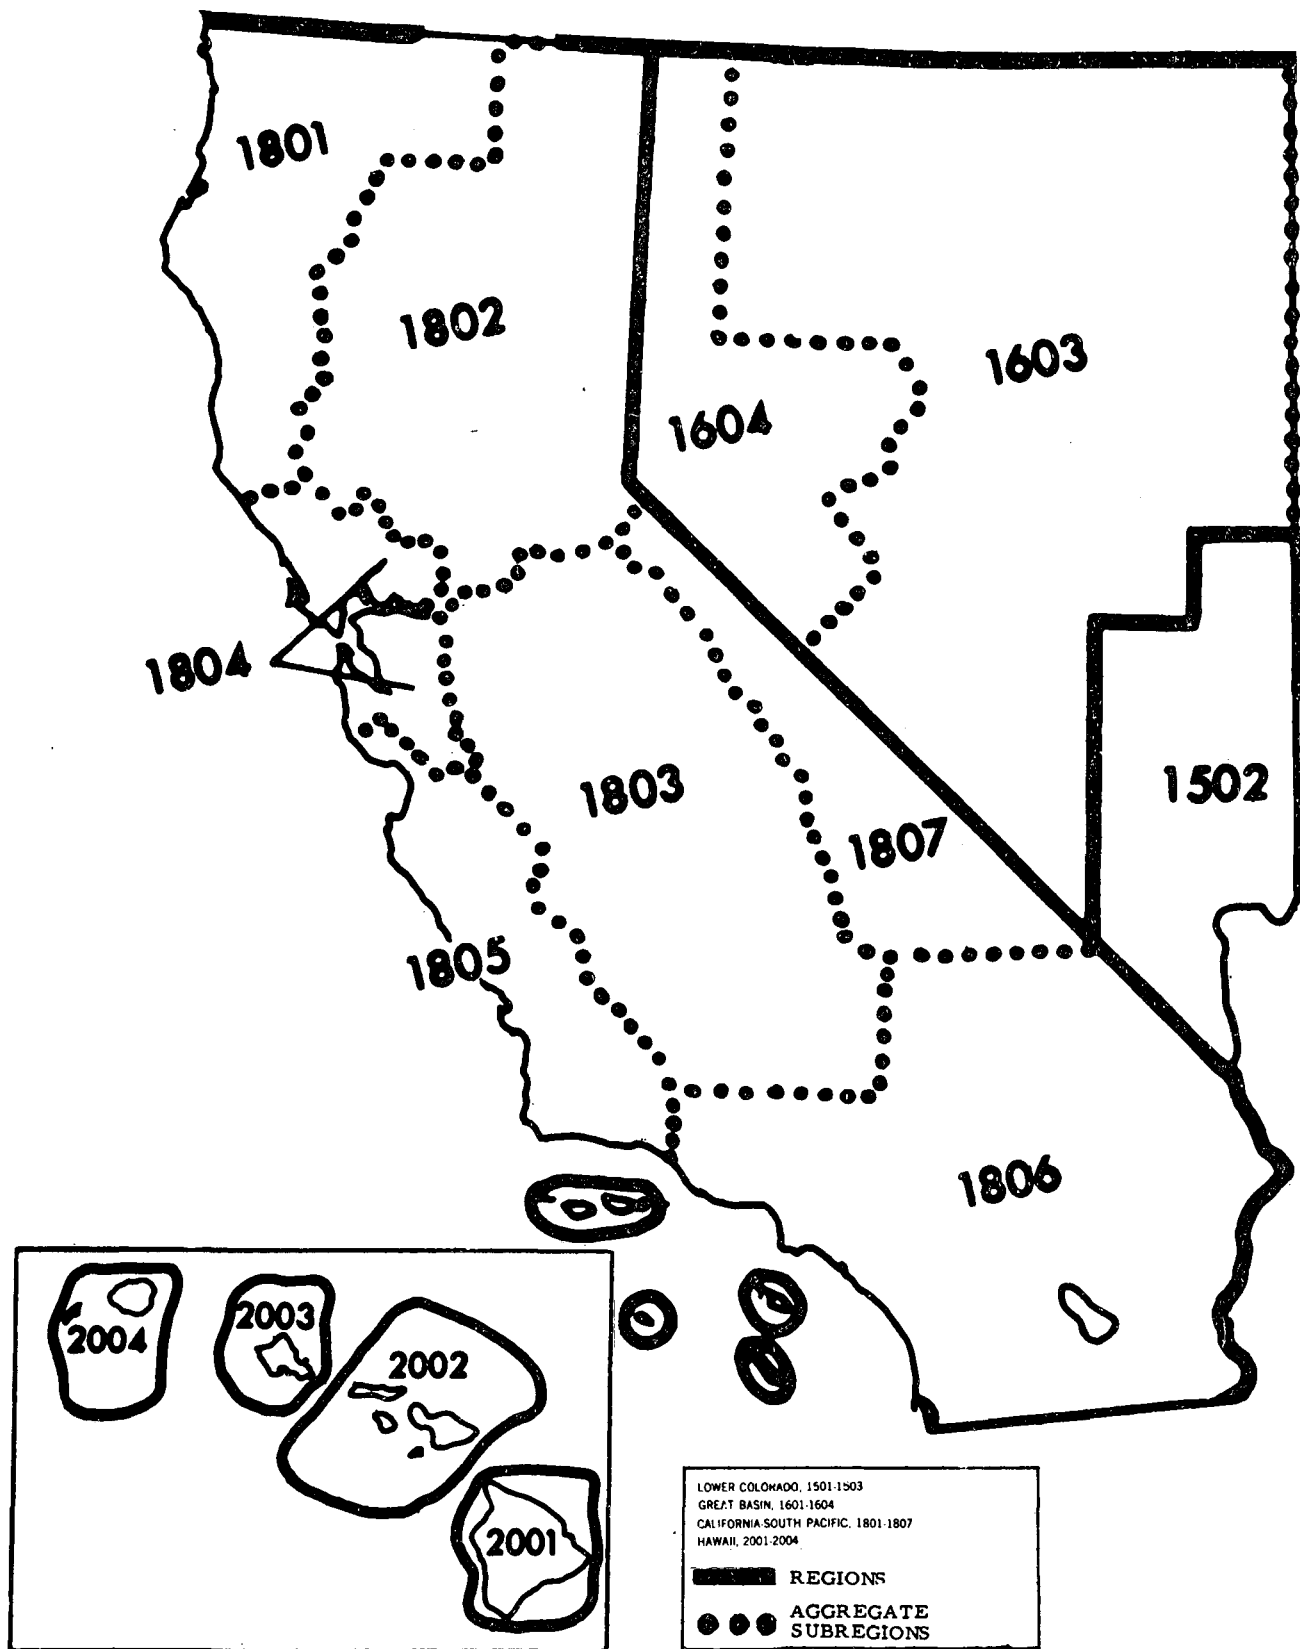 1801
1802
1603
1604
1804
1803
1502
1807
1805
1806
2004
2003
2002
2001
LOWER COLORADO, 1501-1503
GREAT BASIN, 1601-1604
CALIFORNIA-SOUTH PACIFIC, 1801-1807
HAWAII, 2001-2004
REGIONS
AGGREGATE
SUBREGIONS